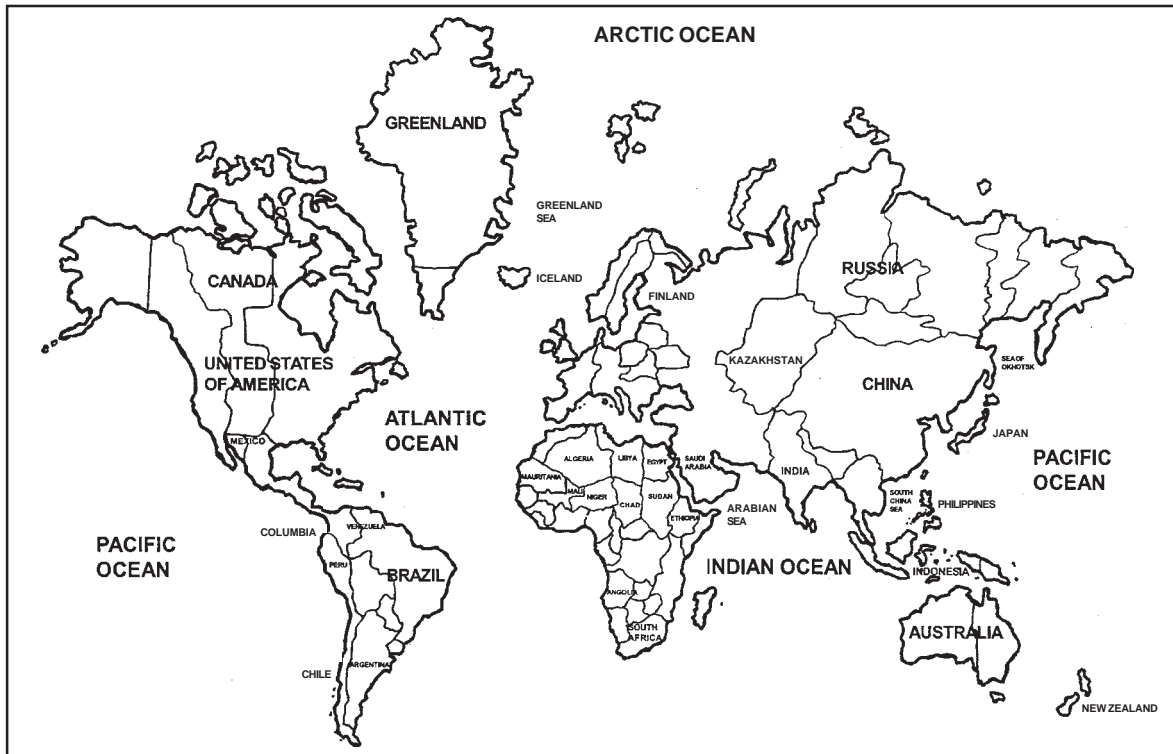 ARCTIC OCEAN
GREENLAND
GREENLAND
SEA
ICELAND
CANADA
UNITED STATES
OF AMERICA
MEXICO
ATLANTIC
OCEAN
FINLAND
RUSSIA
KAZAKHSTAN
CHINA
SEA OF
OKHOTSK
JAPAN
PACIFIC
OCEAN
ALGERIA
LIBYA
EGYPT
SAUDI
ARABIA
INDIA
MAURITANIA
MALI
NIGER
CHAD
SUDAN
ETHIOPIA
ARABIAN
SEA
SOUTH
CHINA
SEA
PHILIPPINES
COLUMBIA
VENEZUELA
PERU
BRAZIL
PACIFIC
OCEAN
INDIAN OCEAN
INDONESIA
ANGOLIA
SOUTH
AFRICA
AUSTRALIA
CHILE
ARGENTINA
NEW ZEALAND